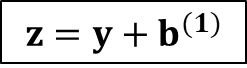 z = y + b⁽¹⁾